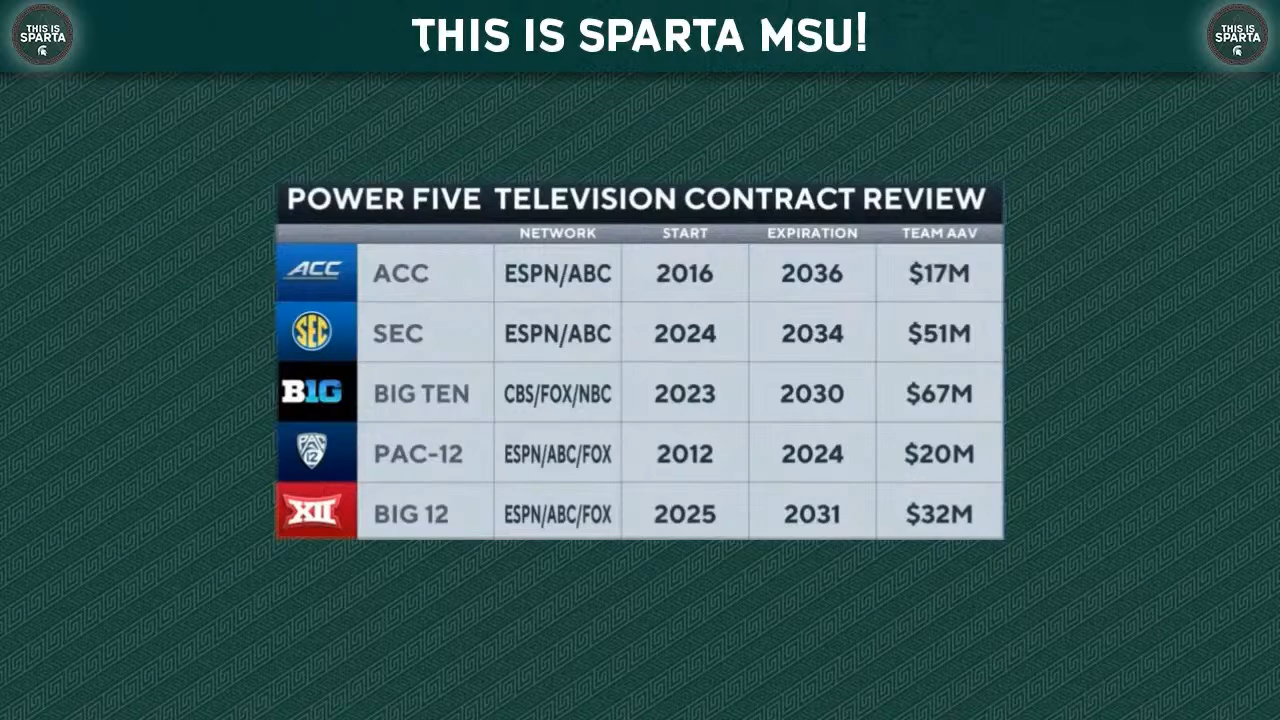 THIS IS SPARTA
THIS IS SPARTA MSU!
THIS IS SPARTA
POWER FIVE TELEVISION CONTRACT REVIEW
NETWORK START EXPIRATION TEAM AAV
ACC ACC ESPN/ABC 2016 2036 $17M
SEC SEC ESPN/ABC 2024 2034 $51M
B1G BIG TEN CBS/FOX/NBC 2023 2030 $67M
PAC 12 PAC-12 ESPN/ABC/FOX 2012 2024 $20M
XII BIG 12 ESPN/ABC/FOX 2025 2031 $32M